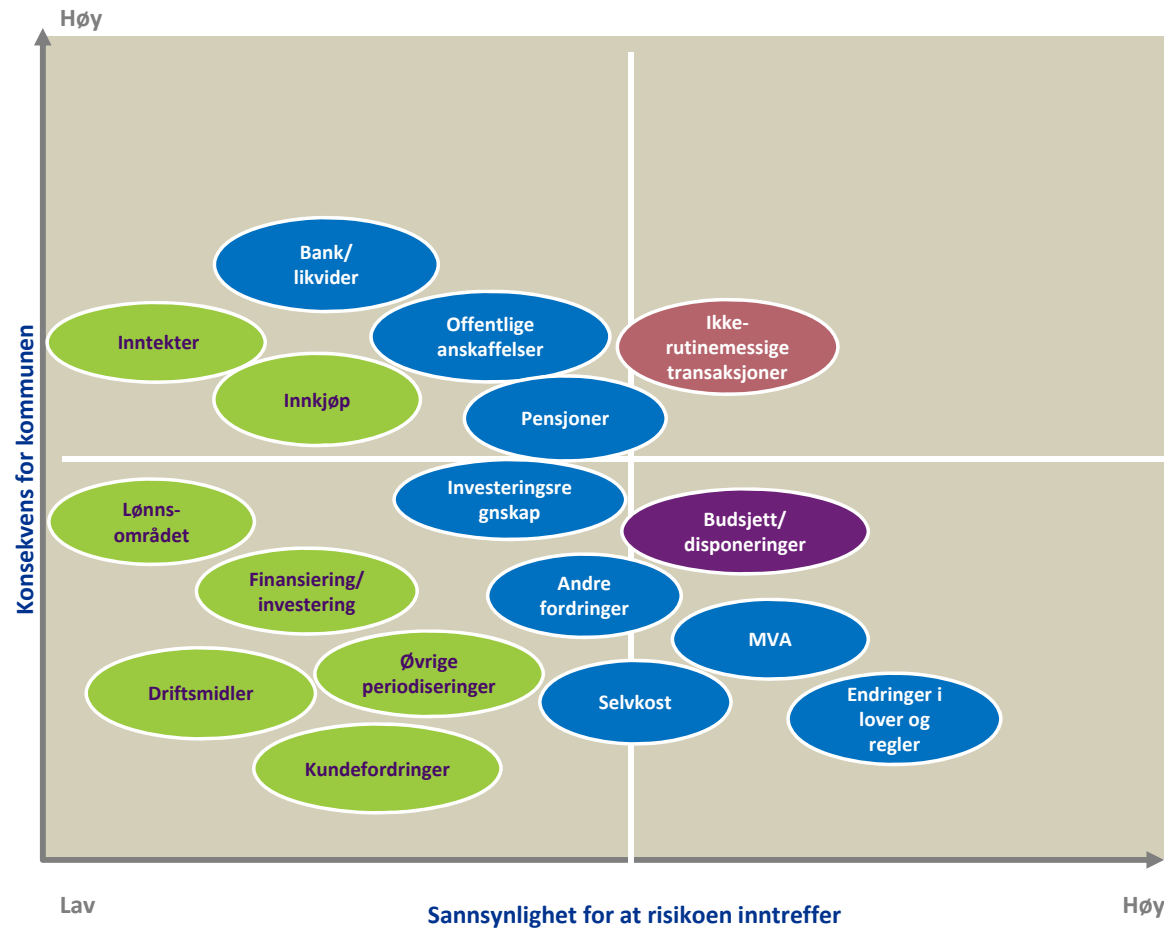 Høy
Konsekvens for kommunen
Bank/
likvider
Inntekter
Offentlige
anskaffelser
Ikke-
rutinemessige
transaksjoner
Innkjøp
Pensjoner
Lønns-
området
Investeringsre
gnskap
Budsjett/
disponeringer
Finansiering/
investering
Andre
fordringer
MVA
Driftsmidler
Øvrige
periodiseringer
Selvkost
Endringer i
lover og
regler
Kundefordringer
Lav
Sannsynlighet for at risikoen inntreffer
Høy